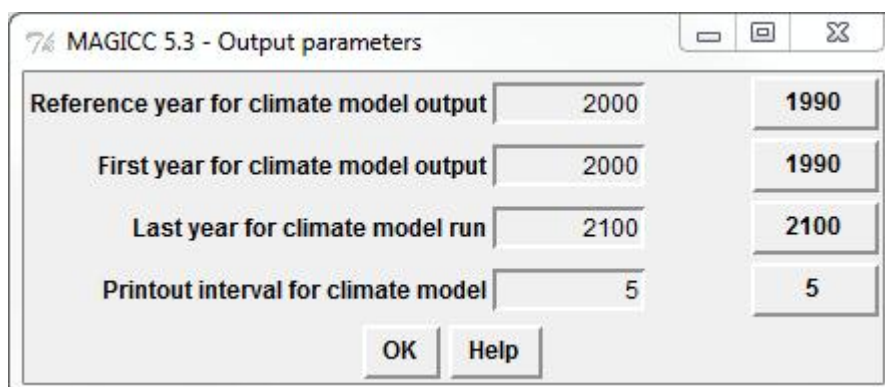 MAGICC 5.3 - Output parameters
Reference year for climate model output 2000 1990
First year for climate model output 2000 1990
Last year for climate model run 2100 2100
Printout interval for climate model 5 5
OK Help